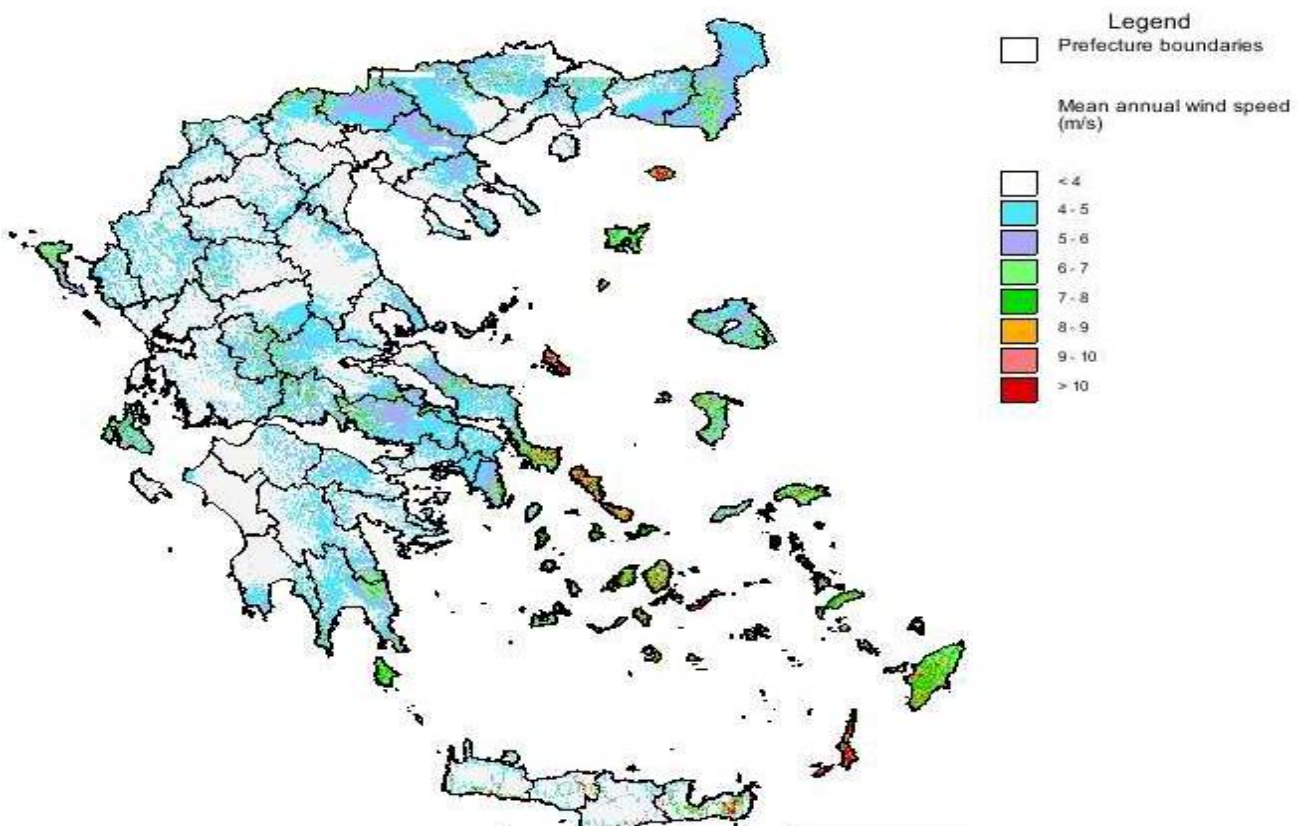 Legend
Prefecture boundaries
Mean annual wind speed
(m/s)
< 4
4 - 5
5 - 6
6 - 7
7 - 8
8 - 9
9 - 10
> 10